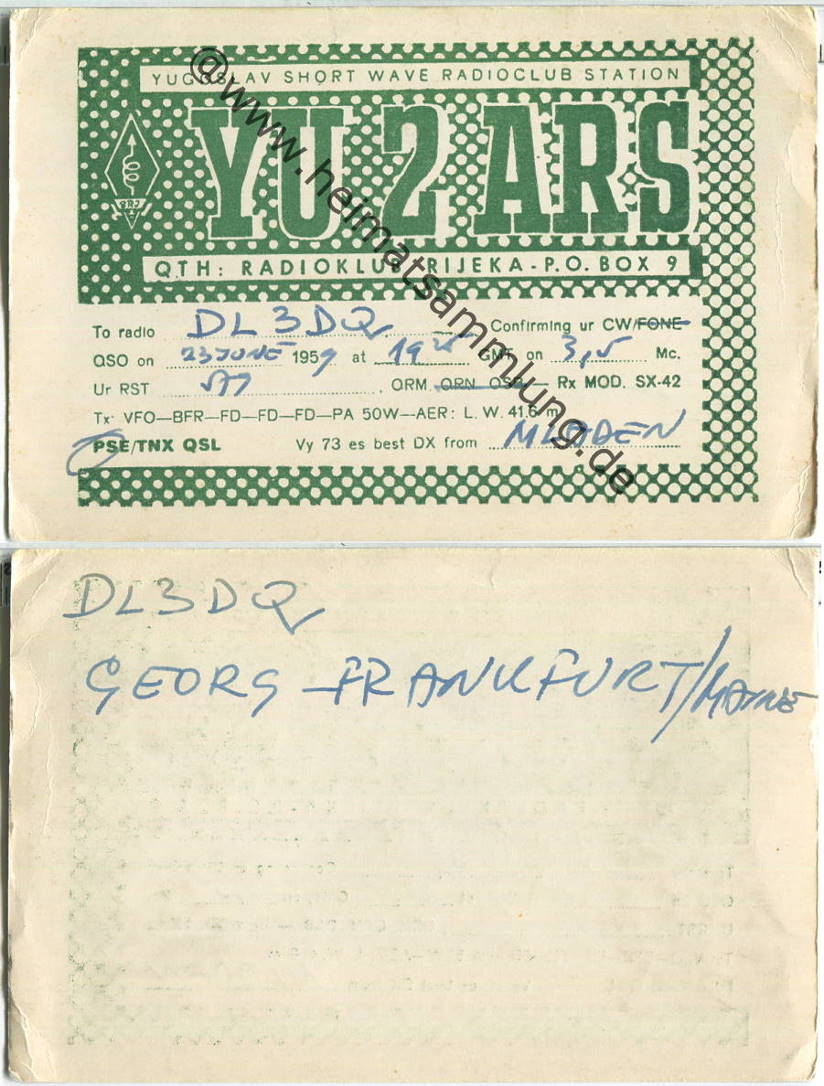 YUGOSLAV SHORT WAVE RADIOCLUB STATION
YU 2 ARS
SRJ
QTH: RADIOKLUB RIJEKA - P.O. BOX 9
To radio DL3DQ Confirming ur CW/FONE
QSO on 23 JUNE 1959 at 19 GMT on 3,5 Mc.
Ur RST , QRM, QRN QSB — Rx MOD. SX-42
Tx: VFO—BFR—FD—FD—FD—PA 50W—AER: L. W. 41.6 m
PSE/TNX QSL Vy 73 es best DX from MLADEN
@www.heimatsammlung.de
DL3DQ
GEORG FRANKFURT/MAINE